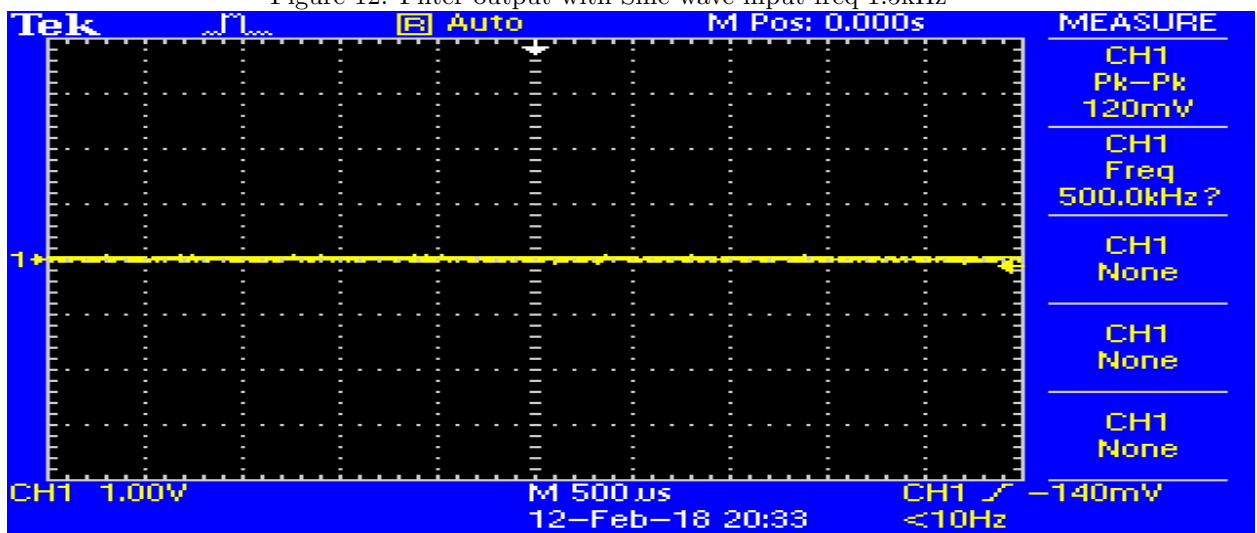 Figure 12: Filter output with Sine wave input freq 1.5kHz
Tek R Auto M Pos: 0.000s MEASURE
CH1
Pk-Pk
120mV
CH1
Freq
500.0kHz?
1
CH1
None
CH1
None
CH1
None
CH1 1.00V M 500us CH1 -140mV
12-Feb-18 20:33 <10Hz